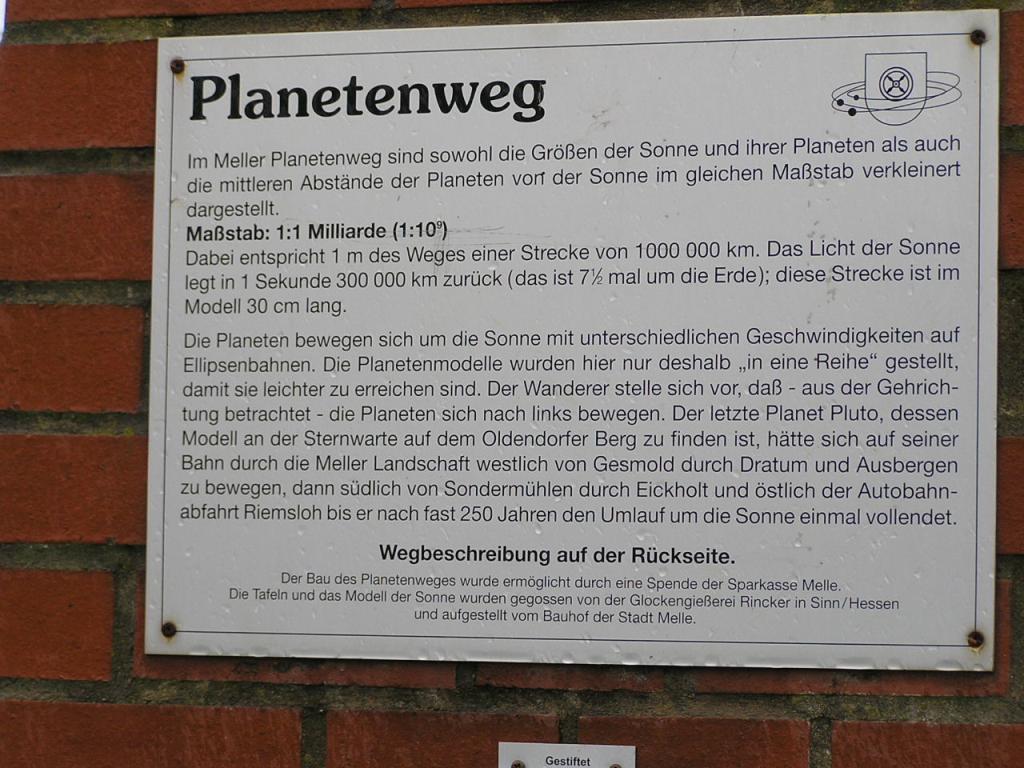 Planetenweg
Im Meller Planetenweg sind sowohl die Größen der Sonne und ihrer Planeten als auch
die mittleren Abstände der Planeten von der Sonne im gleichen Maßstab verkleinert
dargestellt.
Maßstab: 1:1 Milliarde (1:10⁹)
Dabei entspricht 1 m des Weges einer Strecke von 1000 000 km. Das Licht der Sonne
legt in 1 Sekunde 300 000 km zurück (das ist 7½ mal um die Erde); diese Strecke ist im
Modell 30 cm lang.
Die Planeten bewegen sich um die Sonne mit unterschiedlichen Geschwindigkeiten auf
Ellipsenbahnen. Die Planetenmodelle wurden hier nur deshalb „in eine Reihe“ gestellt,
damit sie leichter zu erreichen sind. Der Wanderer stelle sich vor, daß - aus der Gehrich-
tung betrachtet - die Planeten sich nach links bewegen. Der letzte Planet Pluto, dessen
Modell an der Sternwarte auf dem Oldendorfer Berg zu finden ist, hätte sich auf seiner
Bahn durch die Meller Landschaft westlich von Gesmold durch Dratum und Ausbergen
zu bewegen, dann südlich von Sondermühlen durch Eickholt und östlich der Autobahn-
abfahrt Riemsloh bis er nach fast 250 Jahren den Umlauf um die Sonne einmal vollendet.
Wegbeschreibung auf der Rückseite.
Der Bau des Planetenweges wurde ermöglicht durch eine Spende der Sparkasse Melle.
Die Tafeln und das Modell der Sonne wurden gegossen von der Glockengießerei Rincker in Sinn/Hessen
und aufgestellt vom Bauhof der Stadt Melle.
Gestiftet